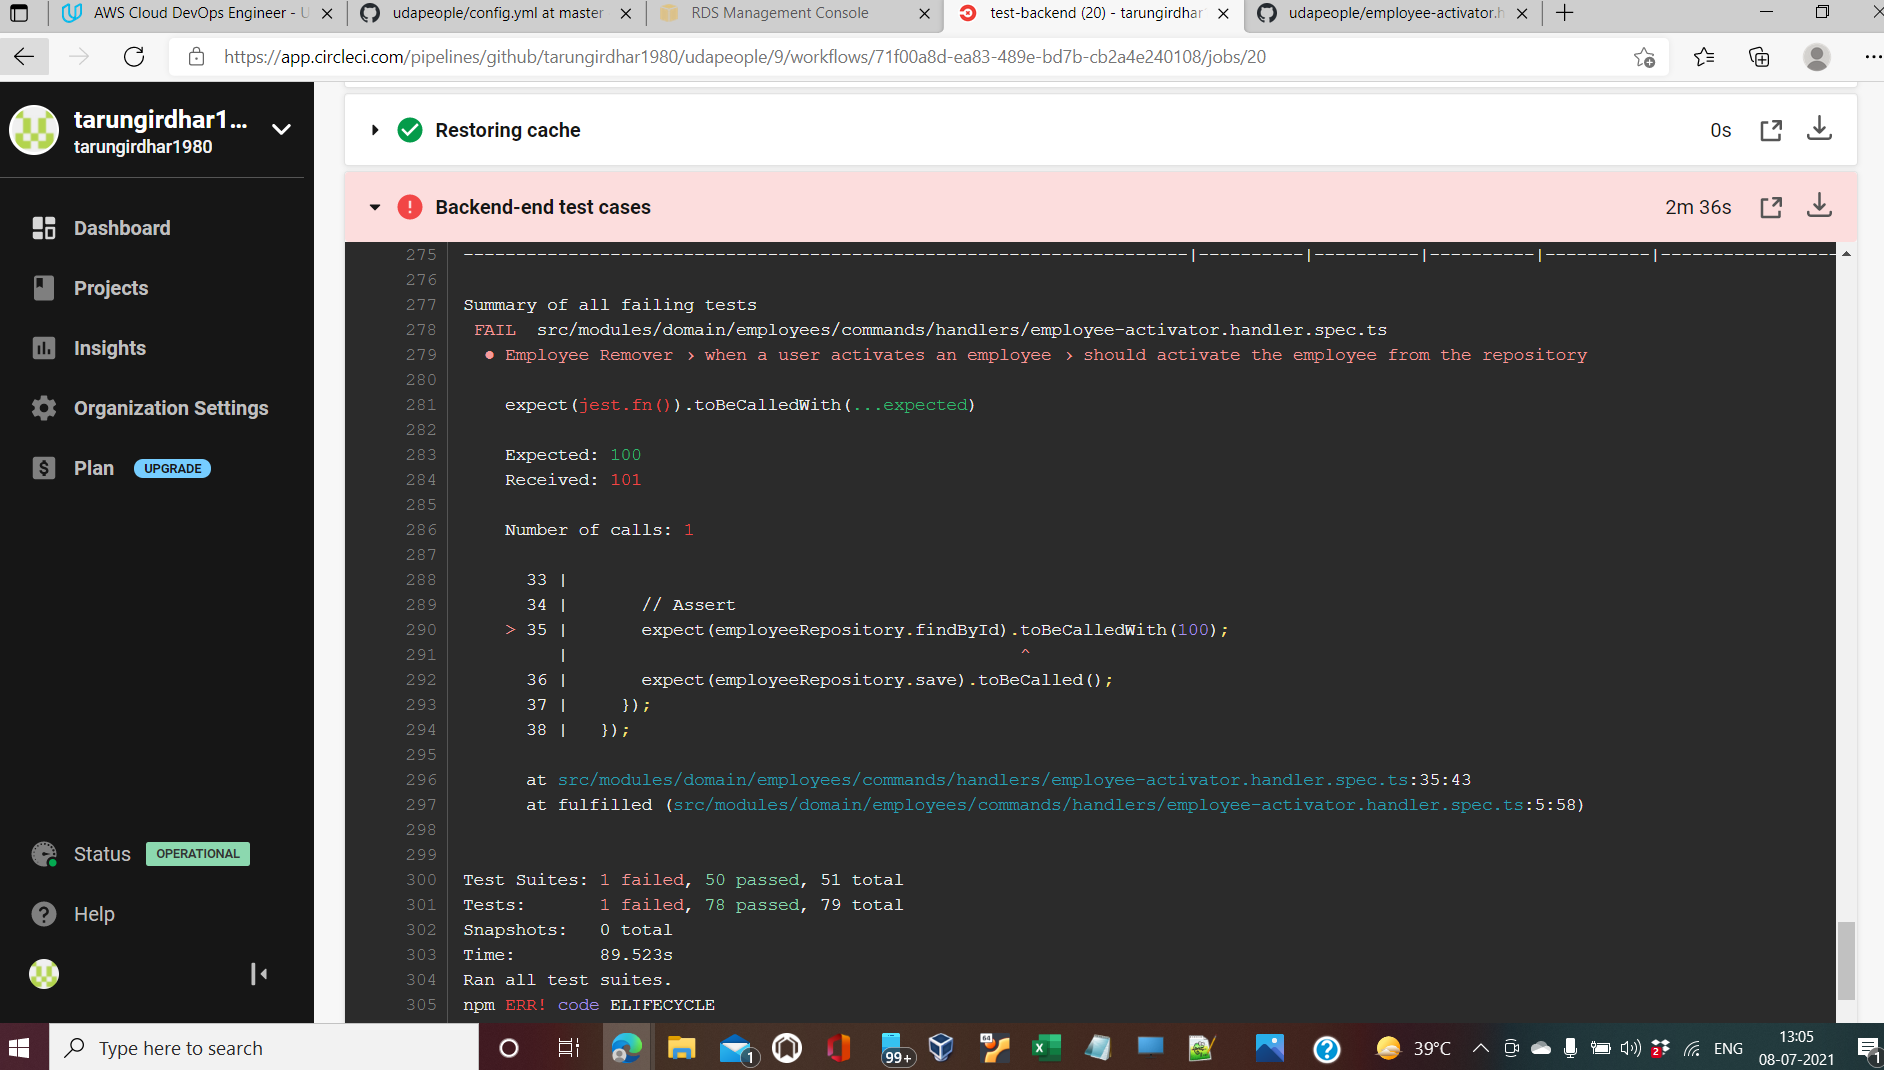 AWS Cloud DevOps Engineer - U
udapeople/config.yml at master
RDS Management Console
test-backend (20) - tarungirdhar
udapeople/employee-activator.h
https://app.circleci.com/pipelines/github/tarungirdhar1980/udapeople/9/workflows/71f00a8d-ea83-489e-bd7b-cb2a4e240108/jobs/20
tarungirdhar1...
tarungirdhar1980
Dashboard
Projects
Insights
Organization Settings
Plan UPGRADE
Status OPERATIONAL
Help
Restoring cache 0s
Backend-end test cases 2m 36s
275 ---------------------------------------------------------------------|----------|----------|----------|----------|-----------------
276
277 Summary of all failing tests
278 FAIL src/modules/domain/employees/commands/handlers/employee-activator.handler.spec.ts
279 ● Employee Remover › when a user activates an employee › should activate the employee from the repository
280
281 expect(jest.fn()).toBeCalledWith(...expected)
282
283 Expected: 100
284 Received: 101
285
286 Number of calls: 1
287
288 33 |
289 34 | // Assert
290 > 35 | expect(employeeRepository.findById).toBeCalledWith(100);
291 | ^
292 36 | expect(employeeRepository.save).toBeCalled();
293 37 | });
294 38 | });
295
296 at src/modules/domain/employees/commands/handlers/employee-activator.handler.spec.ts:35:43
297 at fulfilled (src/modules/domain/employees/commands/handlers/employee-activator.handler.spec.ts:5:58)
298
299
300 Test Suites: 1 failed, 50 passed, 51 total
301 Tests: 1 failed, 78 passed, 79 total
302 Snapshots: 0 total
303 Time: 89.523s
304 Ran all test suites.
305 npm ERR! code ELIFECYCLE
Type here to search
1
99+
64
39°C
2
ENG
13:05
08-07-2021
1